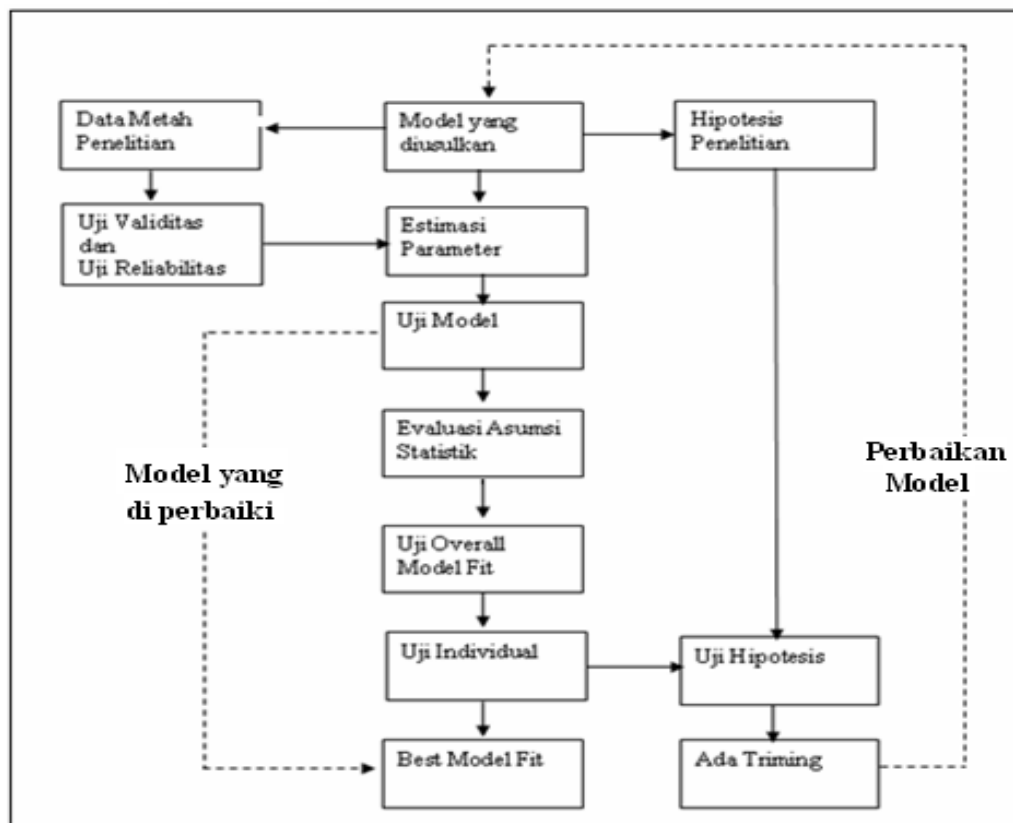 Data Metah
Penelitian
Model yang
diusulkan
Hipotesis
Penelitian
Uji Validitas
dan
Uji Reliabilitas
Estimasi
Parameter
Uji Model
Evaluasi Asumsi
Statistik
Model yang
di perbaiki
Perbaikan
Model
Uji Overall
Model Fit
Uji Individual
Uji Hipotesis
Best Model Fit
Ada Triming